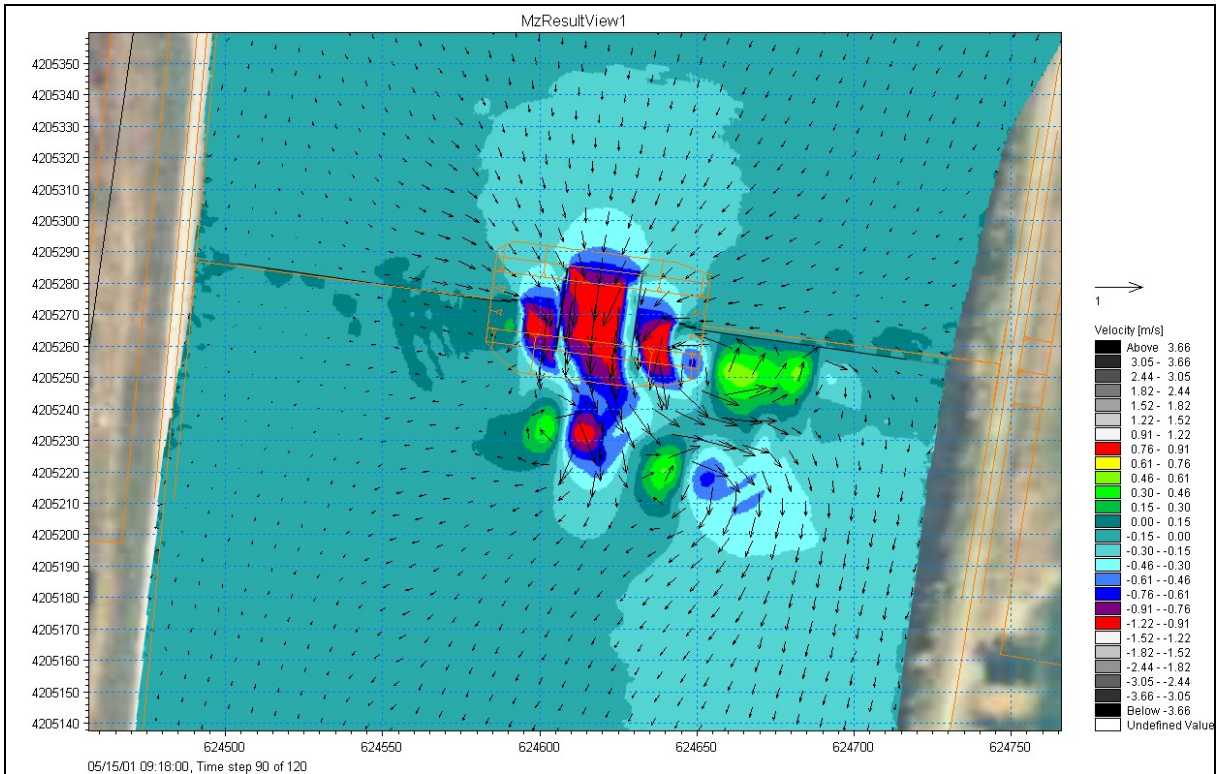 MzResultView1
4205350
4205340
4205330
4205320
4205310
4205300
4205290
4205280
4205270
4205260
4205250
4205240
4205230
4205220
4205210
4205200
4205190
4205180
4205170
4205160
4205150
4205140
624500 624550 624600 624650 624700 624750
05/15/01 09:18:00, Time step 90 of 120
1
Velocity [m/s]
Above 3.66
3.05 - 3.66
2.44 - 3.05
1.82 - 2.44
1.52 - 1.82
1.22 - 1.52
0.91 - 1.22
0.76 - 0.91
0.61 - 0.76
0.46 - 0.61
0.30 - 0.46
0.15 - 0.30
0.00 - 0.15
-0.15 - 0.00
-0.30 - -0.15
-0.46 - -0.30
-0.61 - -0.46
-0.76 - -0.61
-0.91 - -0.76
-1.22 - -0.91
-1.52 - -1.22
-1.82 - -1.52
-2.44 - -1.82
-3.05 - -2.44
-3.66 - -3.05
Below -3.66
Undefined Value